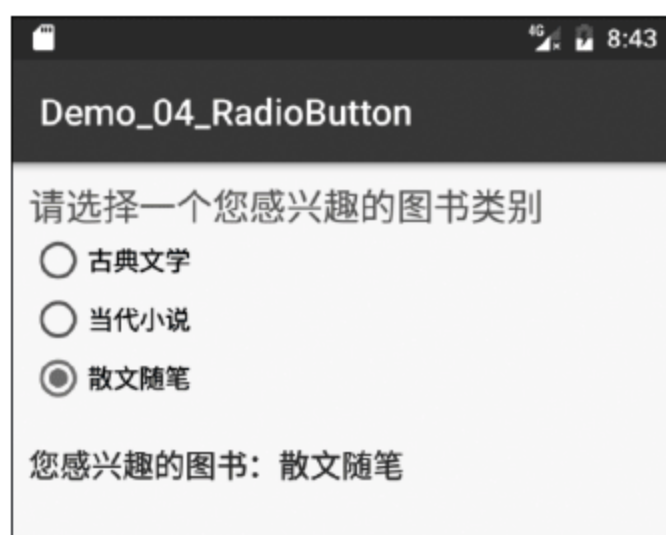 4G 8:43
Demo_04_RadioButton
请选择一个您感兴趣的图书类别
古典文学
当代小说
散文随笔
您感兴趣的图书：散文随笔